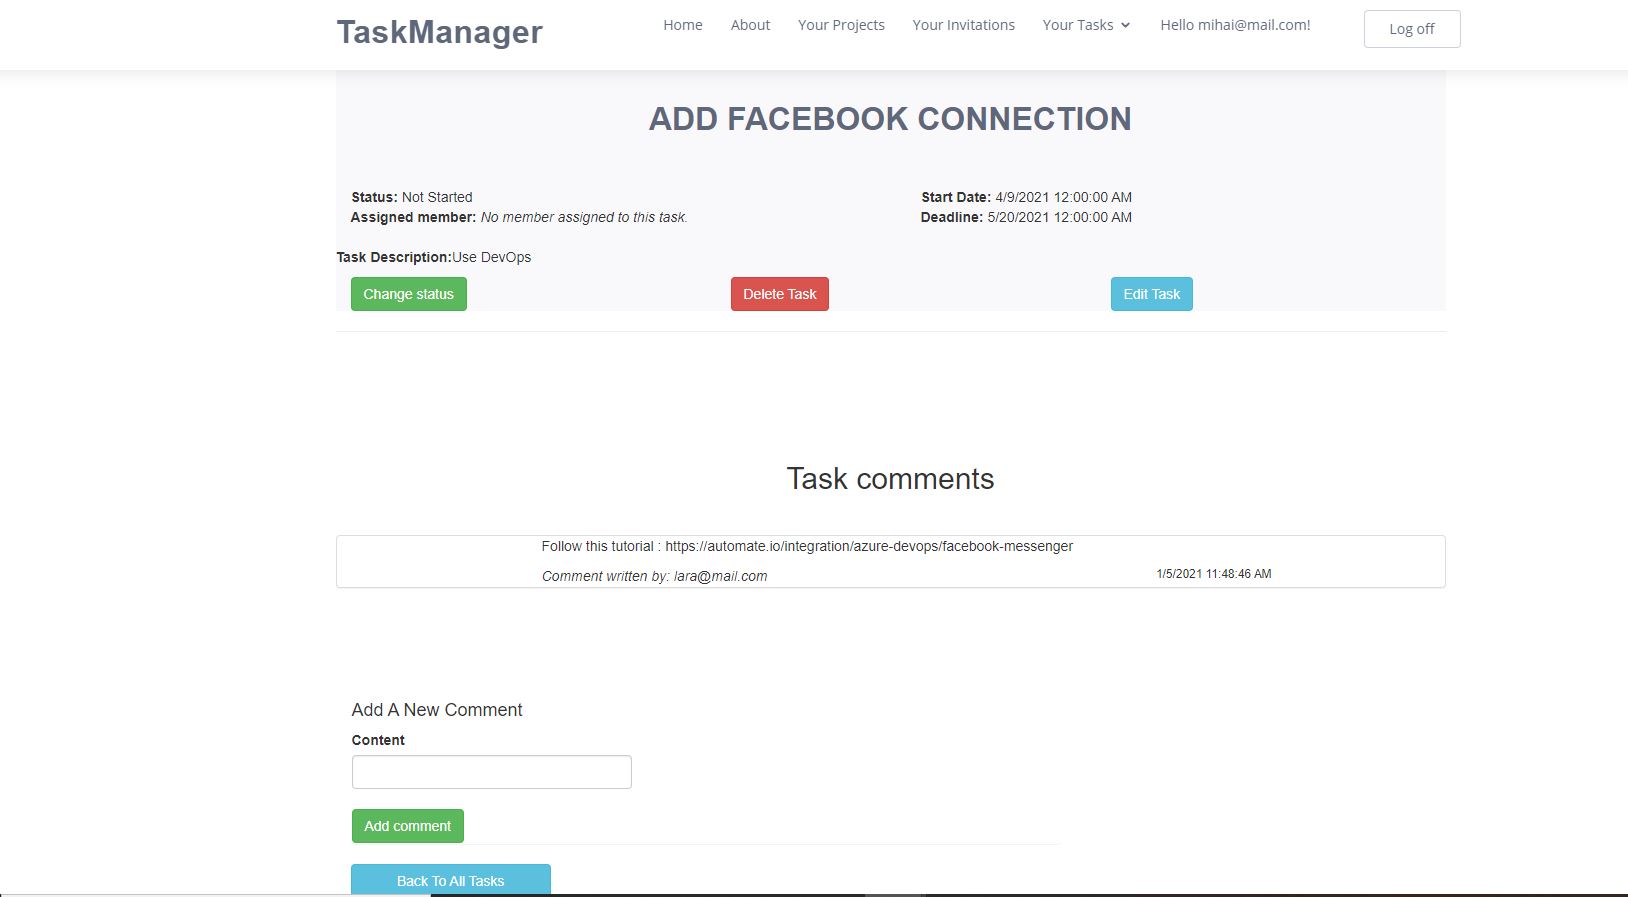 TaskManager
Home About Your Projects Your Invitations Your Tasks Hello mihai@mail.com! Log off
ADD FACEBOOK CONNECTION
Status: Not Started
Assigned member: No member assigned to this task.
Start Date: 4/9/2021 12:00:00 AM
Deadline: 5/20/2021 12:00:00 AM
Task Description:Use DevOps
Change status Delete Task Edit Task
Task comments
Follow this tutorial : https://automate.io/integration/azure-devops/facebook-messenger
Comment written by: lara@mail.com 1/5/2021 11:48:46 AM
Add A New Comment
Content
Add comment
Back To All Tasks